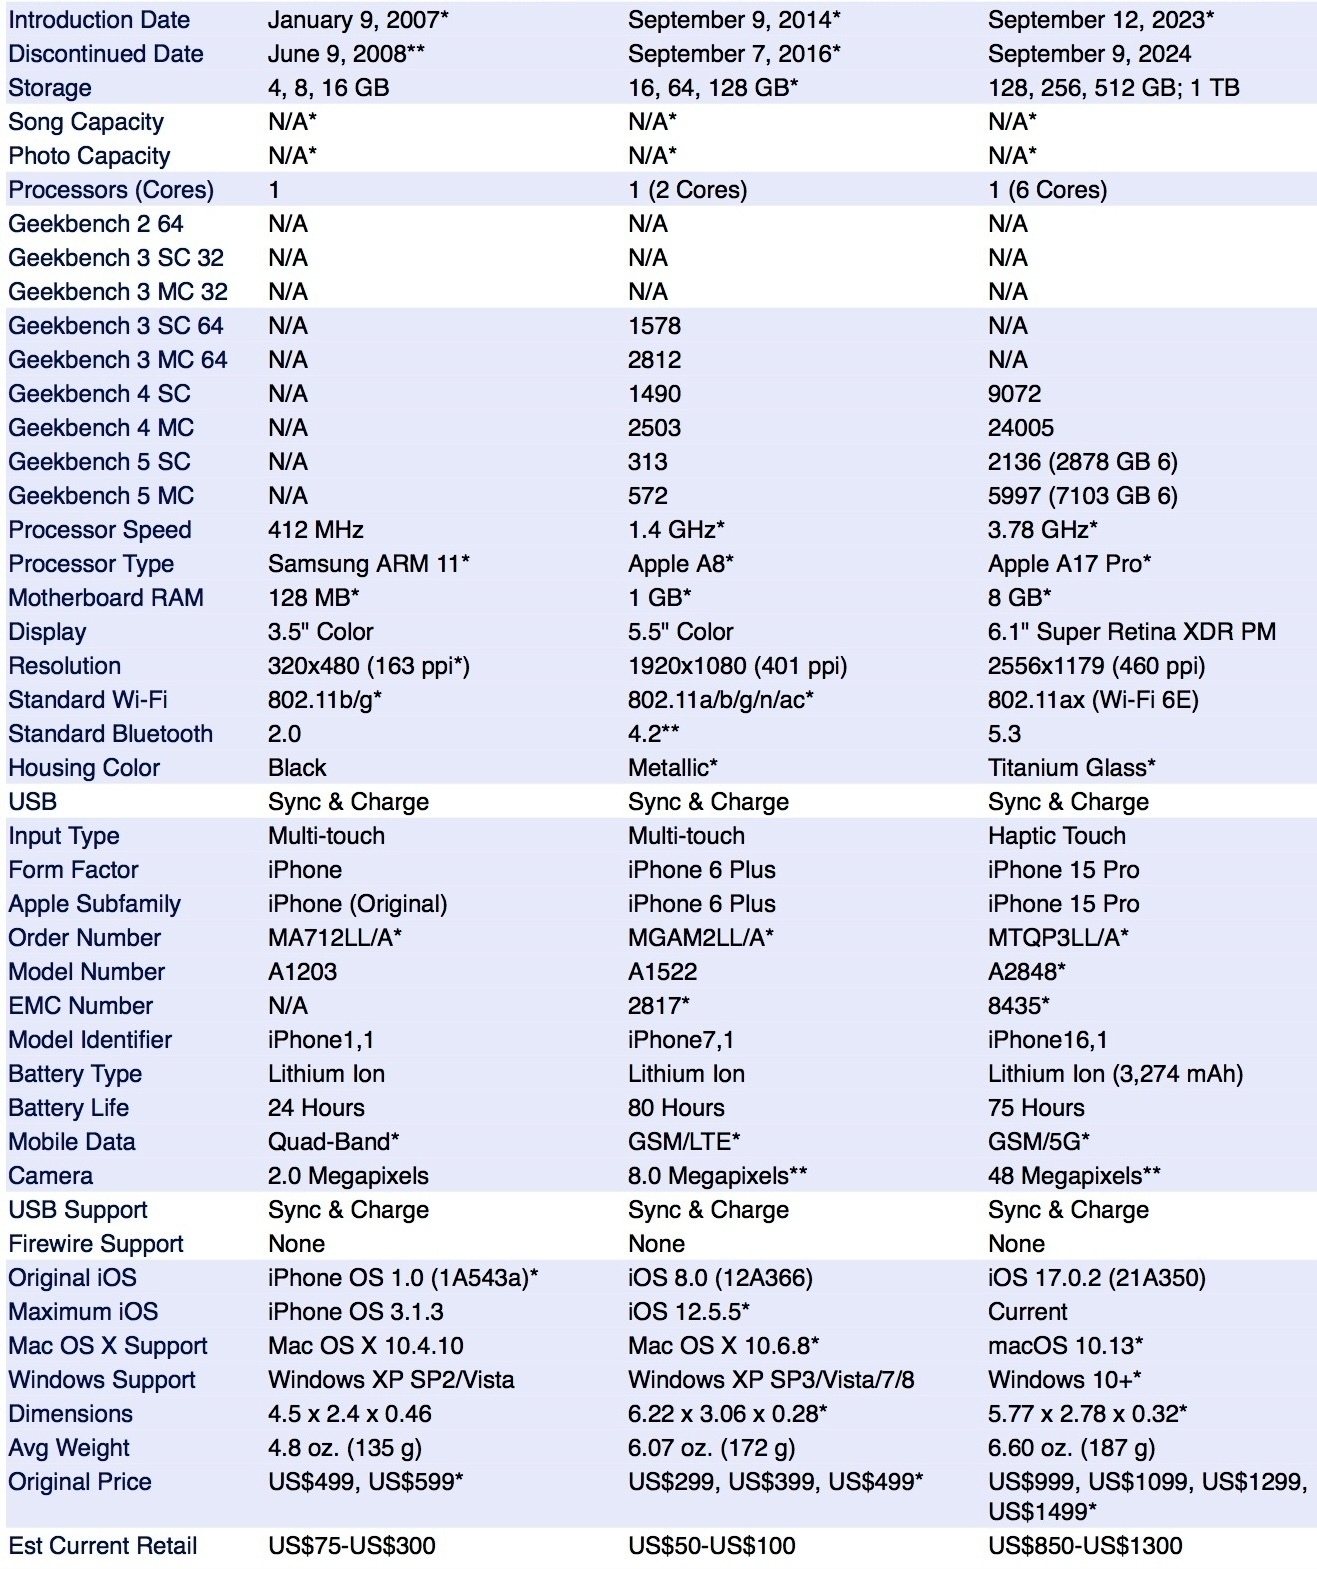 Introduction Date January 9, 2007* September 9, 2014* September 12, 2023*
Discontinued Date June 9, 2008** September 7, 2016* September 9, 2024
Storage 4, 8, 16 GB 16, 64, 128 GB* 128, 256, 512 GB; 1 TB
Song Capacity N/A* N/A* N/A*
Photo Capacity N/A* N/A* N/A*
Processors (Cores) 1 1 (2 Cores) 1 (6 Cores)
Geekbench 2 64 N/A N/A N/A
Geekbench 3 SC 32 N/A N/A N/A
Geekbench 3 MC 32 N/A N/A N/A
Geekbench 3 SC 64 N/A 1578 N/A
Geekbench 3 MC 64 N/A 2812 N/A
Geekbench 4 SC N/A 1490 9072
Geekbench 4 MC N/A 2503 24005
Geekbench 5 SC N/A 313 2136 (2878 GB 6)
Geekbench 5 MC N/A 572 5997 (7103 GB 6)
Processor Speed 412 MHz 1.4 GHz* 3.78 GHz*
Processor Type Samsung ARM 11* Apple A8* Apple A17 Pro*
Motherboard RAM 128 MB* 1 GB* 8 GB*
Display 3.5" Color 5.5" Color 6.1" Super Retina XDR PM
Resolution 320x480 (163 ppi*) 1920x1080 (401 ppi) 2556x1179 (460 ppi)
Standard Wi-Fi 802.11b/g* 802.11a/b/g/n/ac* 802.11ax (Wi-Fi 6E)
Standard Bluetooth 2.0 4.2** 5.3
Housing Color Black Metallic* Titanium Glass*
USB Sync & Charge Sync & Charge Sync & Charge
Input Type Multi-touch Multi-touch Haptic Touch
Form Factor iPhone iPhone 6 Plus iPhone 15 Pro
Apple Subfamily iPhone (Original) iPhone 6 Plus iPhone 15 Pro
Order Number MA712LL/A* MGAM2LL/A* MTQP3LL/A*
Model Number A1203 A1522 A2848*
EMC Number N/A 2817* 8435*
Model Identifier iPhone1,1 iPhone7,1 iPhone16,1
Battery Type Lithium Ion Lithium Ion Lithium Ion (3,274 mAh)
Battery Life 24 Hours 80 Hours 75 Hours
Mobile Data Quad-Band* GSM/LTE* GSM/5G*
Camera 2.0 Megapixels 8.0 Megapixels** 48 Megapixels**
USB Support Sync & Charge Sync & Charge Sync & Charge
Firewire Support None None None
Original iOS iPhone OS 1.0 (1A543a)* iOS 8.0 (12A366) iOS 17.0.2 (21A350)
Maximum iOS iPhone OS 3.1.3 iOS 12.5.5* Current
Mac OS X Support Mac OS X 10.4.10 Mac OS X 10.6.8* macOS 10.13*
Windows Support Windows XP SP2/Vista Windows XP SP3/Vista/7/8 Windows 10+*
Dimensions 4.5 x 2.4 x 0.46 6.22 x 3.06 x 0.28* 5.77 x 2.78 x 0.32*
Avg Weight 4.8 oz. (135 g) 6.07 oz. (172 g) 6.60 oz. (187 g)
Original Price US$499, US$599* US$299, US$399, US$499* US$999, US$1099, US$1299,
US$1499*
Est Current Retail US$75-US$300 US$50-US$100 US$850-US$1300